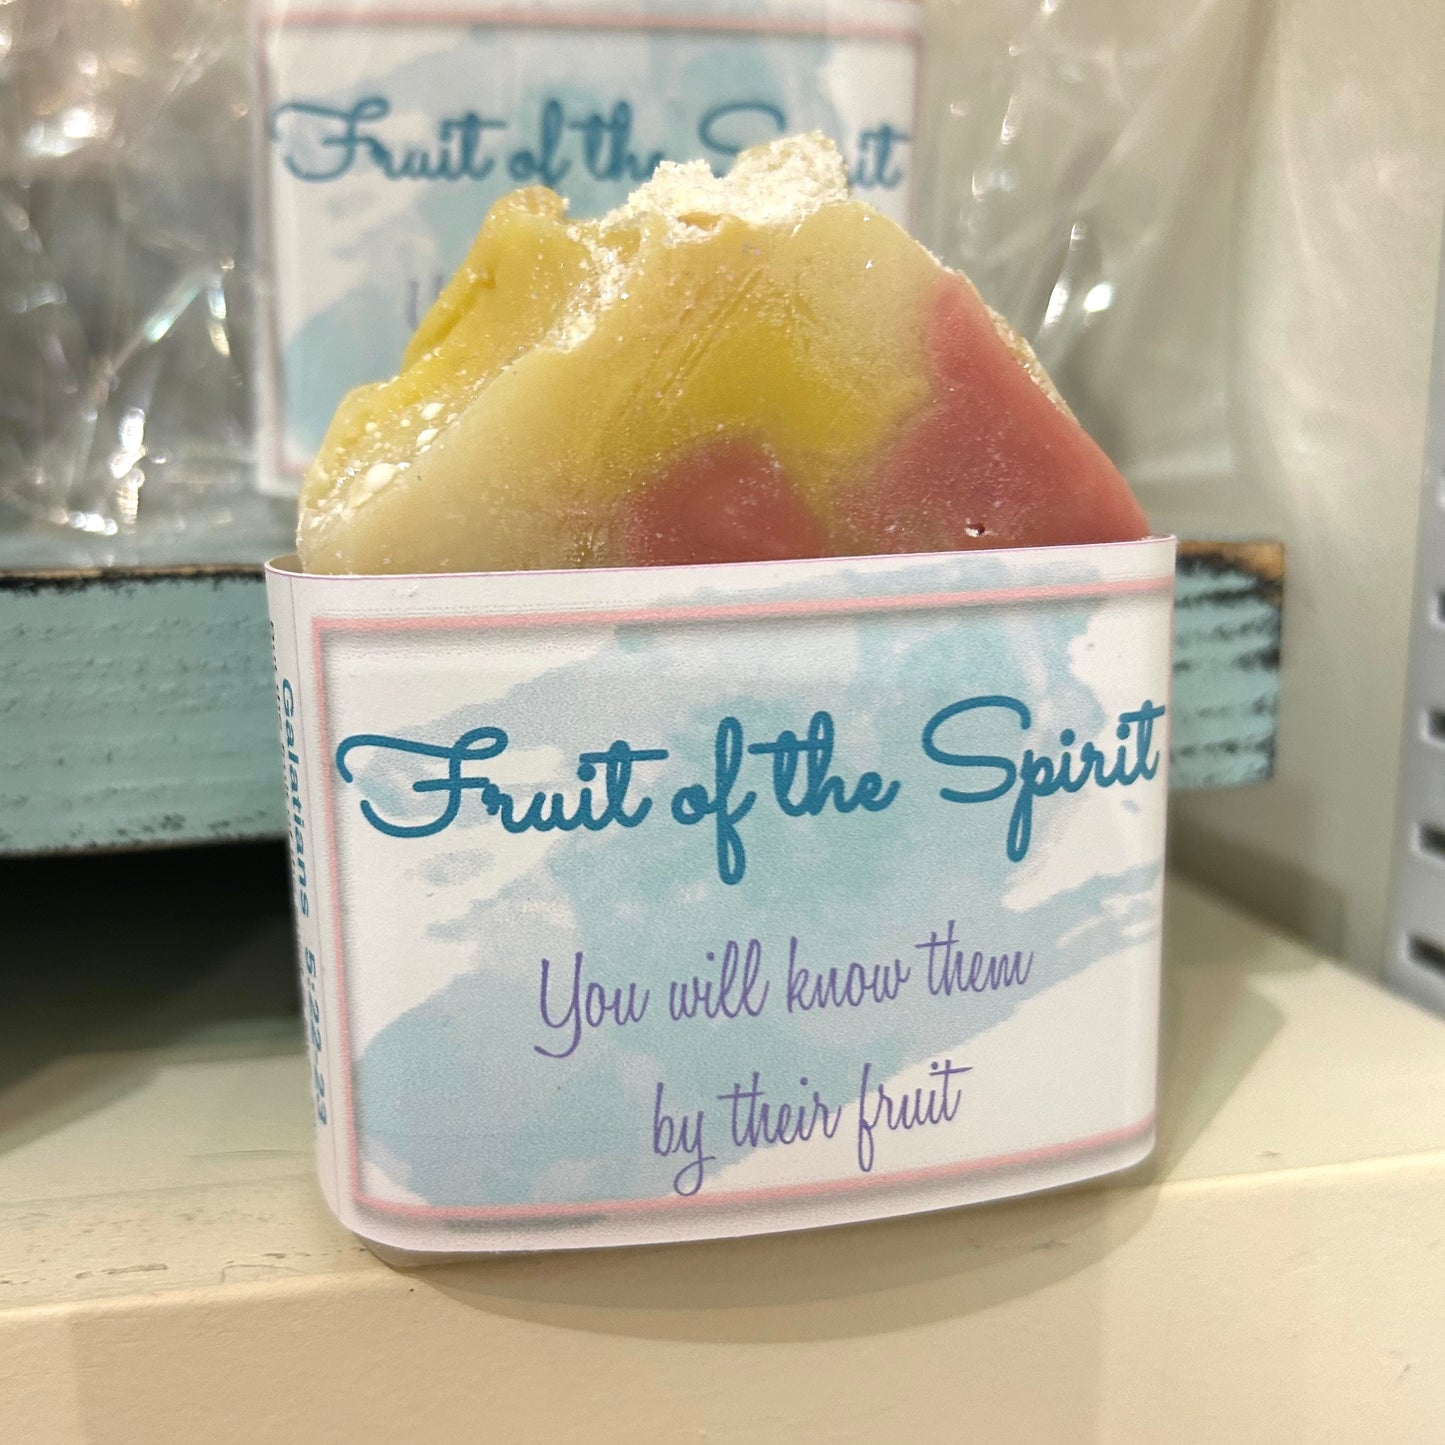 Fruit of the Spirit
Fruit of the Spirit
You will know them
by their fruit
Galatians 5:22-23